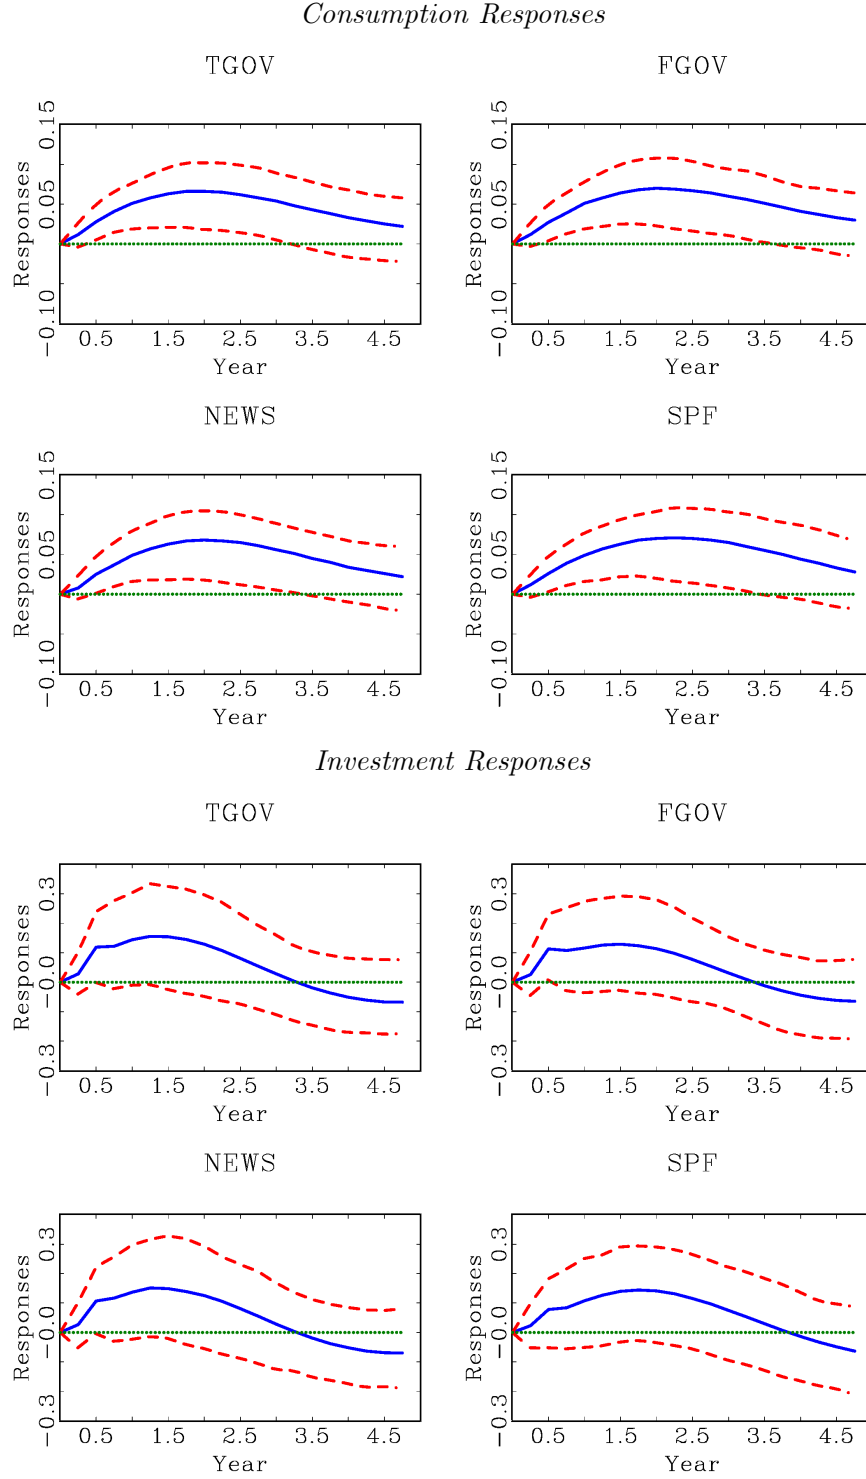 Consumption Responses
TGOV
FGOV
Responses
-0.10 0.05 0.15
0.5 1.5 2.5 3.5 4.5
Year
Responses
-0.10 0.05 0.15
0.5 1.5 2.5 3.5 4.5
Year
NEWS
SPF
Responses
-0.10 0.05 0.15
0.5 1.5 2.5 3.5 4.5
Year
Responses
-0.10 0.05 0.15
0.5 1.5 2.5 3.5 4.5
Year
Investment Responses
TGOV
FGOV
Responses
-0.3 -0.0 0.3
0.5 1.5 2.5 3.5 4.5
Year
Responses
-0.3 -0.0 0.3
0.5 1.5 2.5 3.5 4.5
Year
NEWS
SPF
Responses
-0.3 -0.0 0.3
0.5 1.5 2.5 3.5 4.5
Year
Responses
-0.3 -0.0 0.3
0.5 1.5 2.5 3.5 4.5
Year